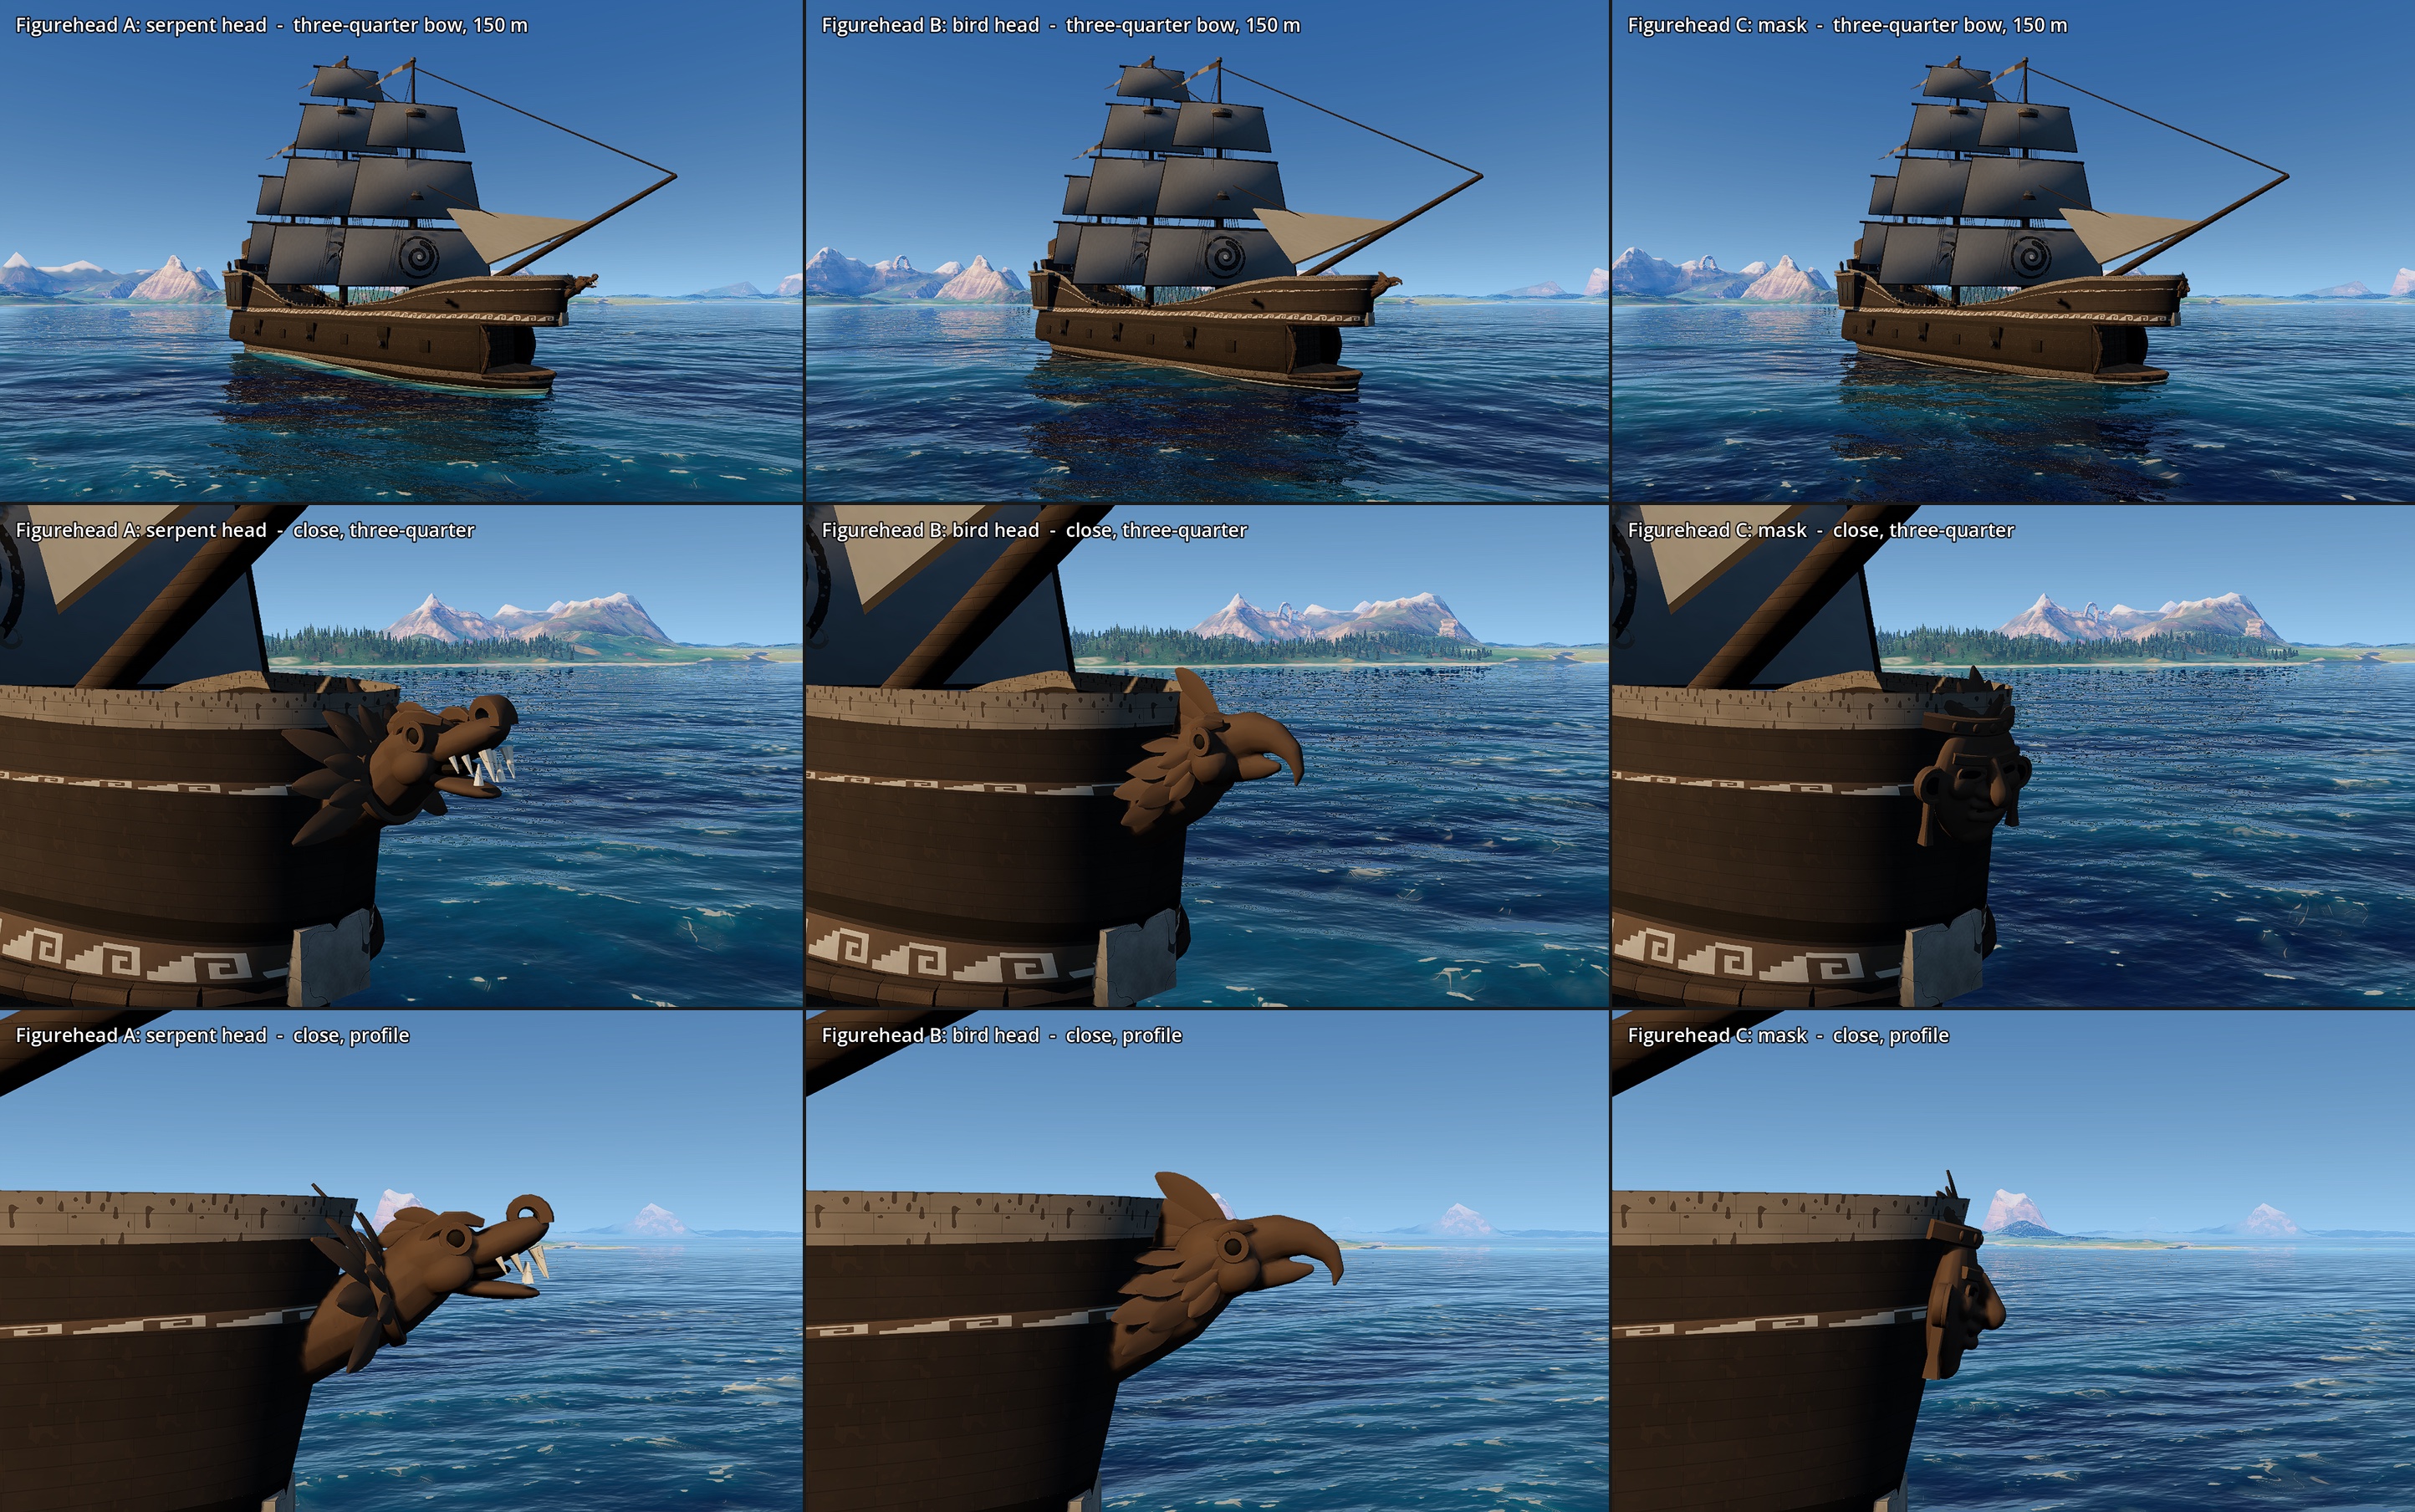 Figurehead A: serpent head - three-quarter bow, 150 m
Figurehead B: bird head - three-quarter bow, 150 m
Figurehead C: mask - three-quarter bow, 150 m
Figurehead A: serpent head - close, three-quarter
Figurehead B: bird head - close, three-quarter
Figurehead C: mask - close, three-quarter
Figurehead A: serpent head - close, profile
Figurehead B: bird head - close, profile
Figurehead C: mask - close, profile